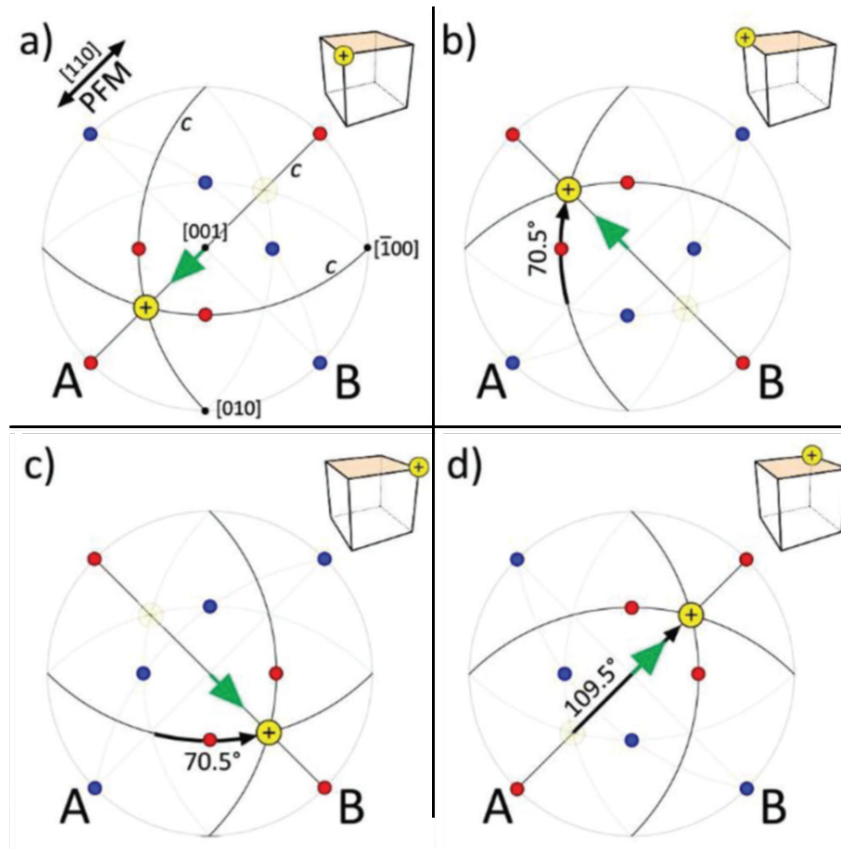 a)
[110]
PFM
+
c
c
[001]
[1̄00]
c
+
A
B
[010]
b)
+
+
70.5°
A
B
c)
+
+
70.5°
A
B
d)
+
+
109.5°
A
B